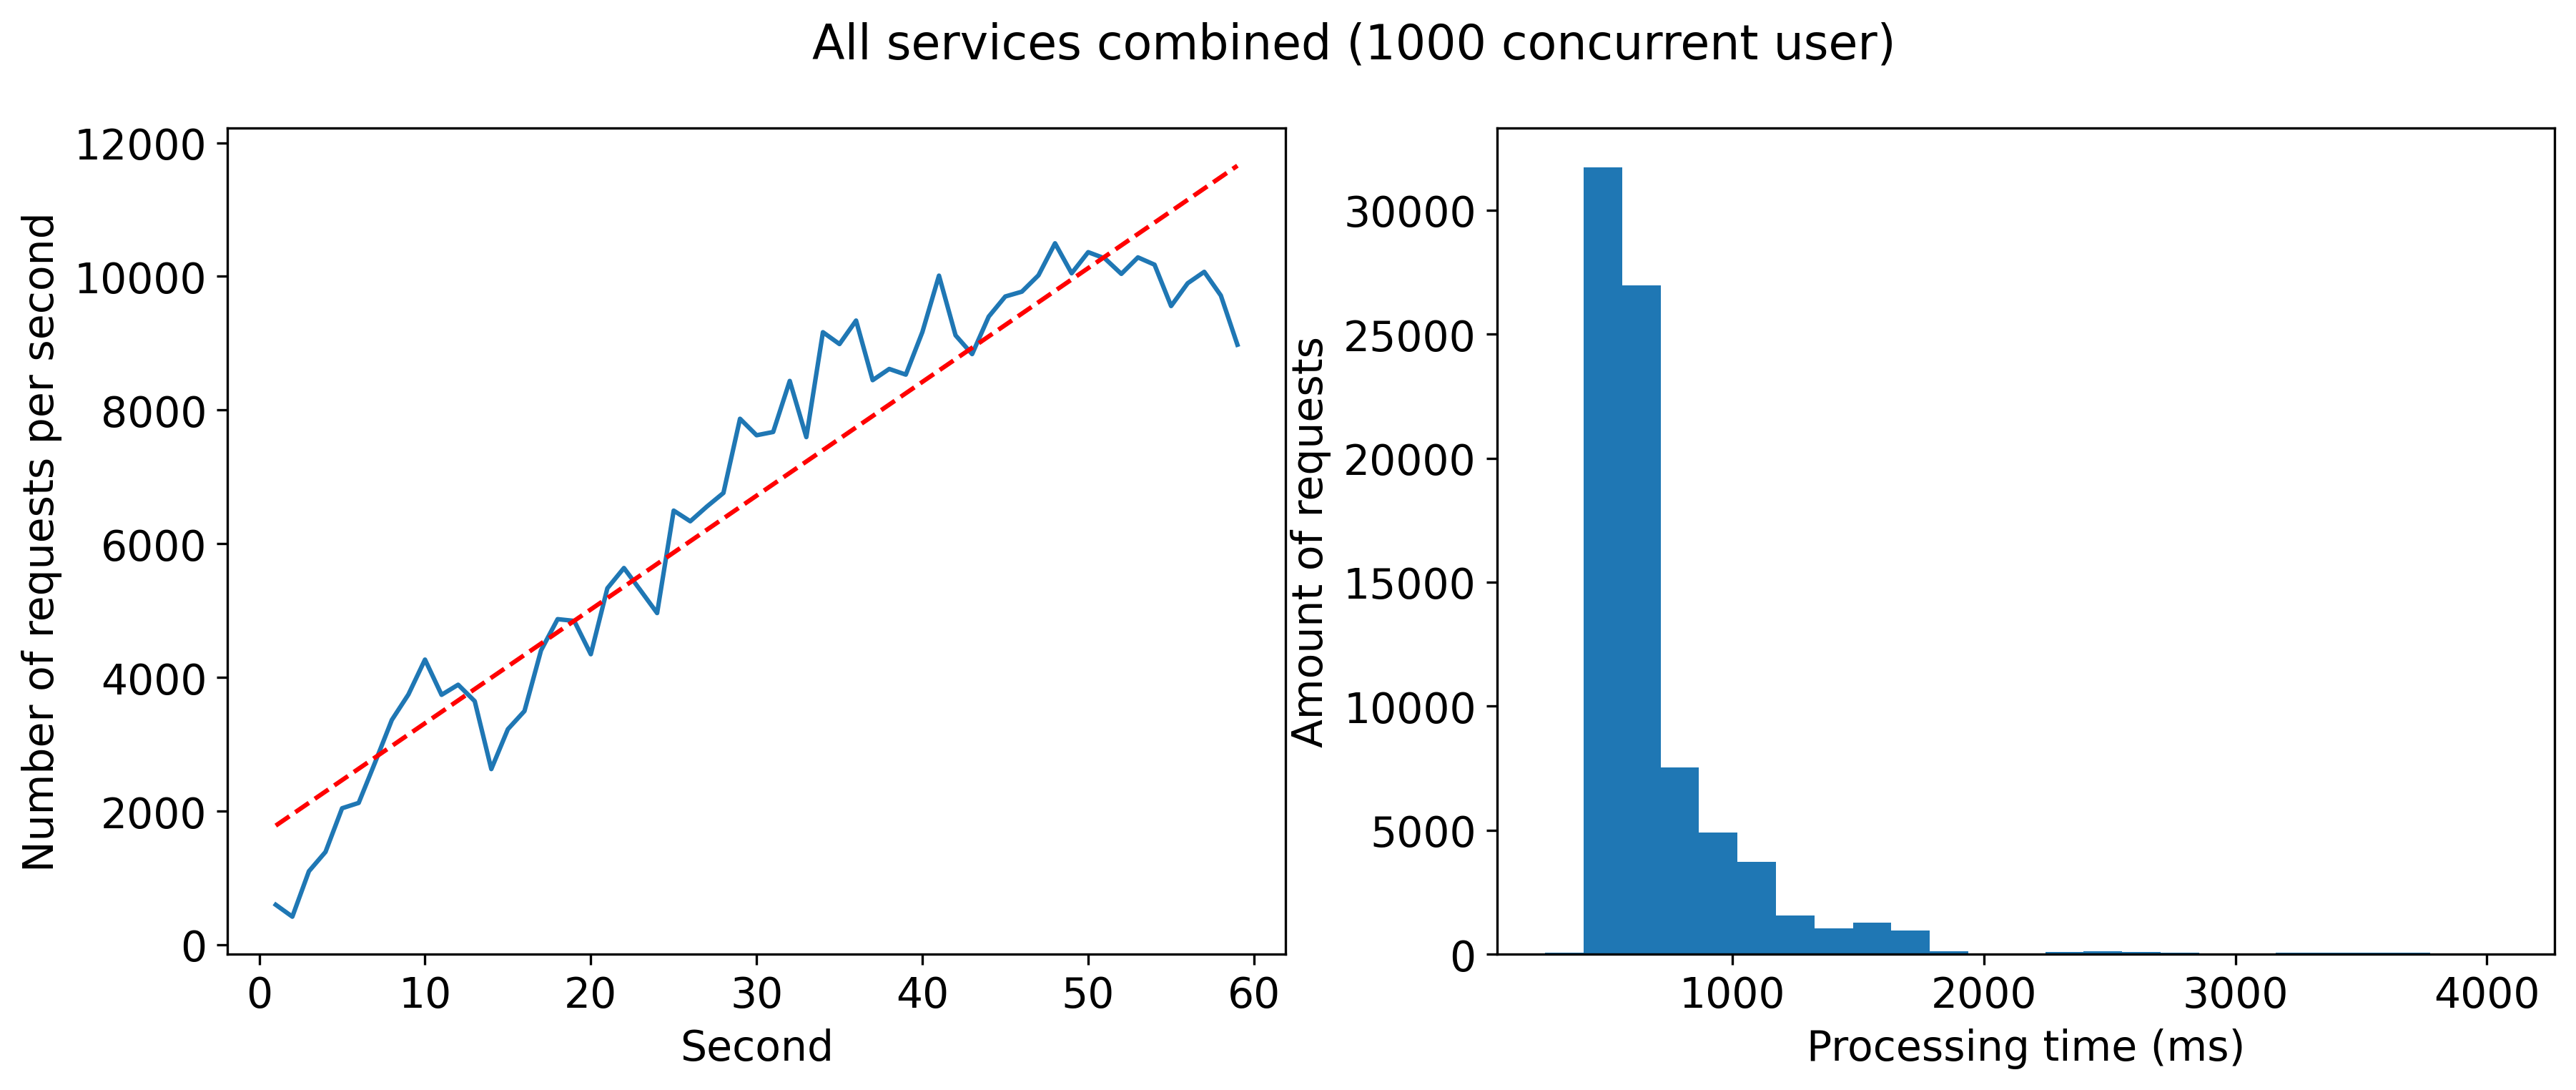 All services combined (1000 concurrent user)
Number of requests per second
12000
10000
8000
6000
4000
2000
0
0 10 20 30 40 50 60
Second
Amount of requests
30000
25000
20000
15000
10000
5000
0
1000 2000 3000 4000
Processing time (ms)